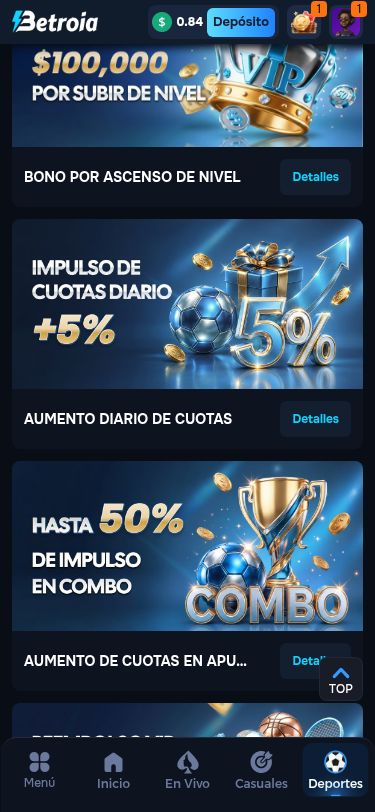 Betroia
$ 0.84 Depósito 1 1
$100,000 VIP
POR SUBIR DE NIVEL
BONO POR ASCENSO DE NIVEL Detalles
IMPULSO DE
CUOTAS DIARIO
+5% 5%
AUMENTO DIARIO DE CUOTAS Detalles
HASTA 50%
DE IMPULSO
EN COMBO COMBO
AUMENTO DE CUOTAS EN APU... Detall
TOP
Menú Inicio En Vivo Casuales Deportes